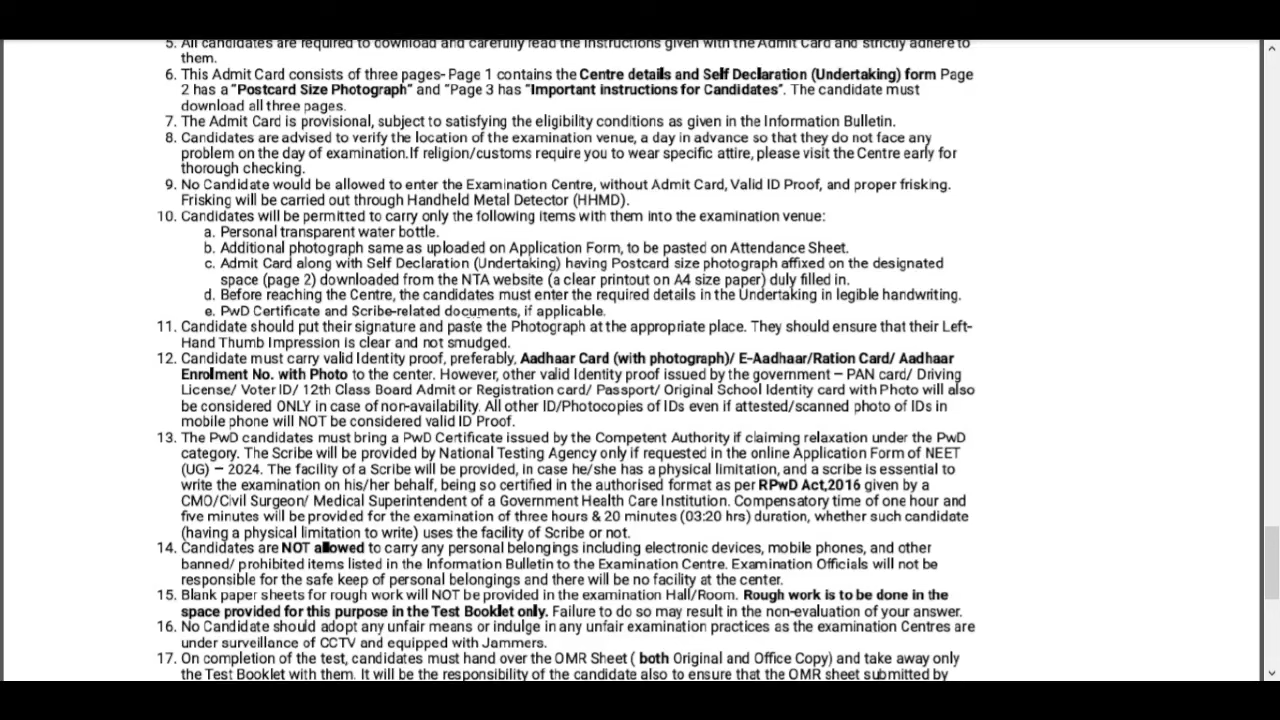 5. All candidates are required to download and carefully read the Instructions given with the Admit Card and strictly adhere to
them.
6. This Admit Card consists of three pages- Page 1 contains the Centre details and Self Declaration (Undertaking) form Page
2 has a "Postcard Size Photograph" and "Page 3 has "Important instructions for Candidates". The candidate must
download all three pages.
7. The Admit Card is provisional, subject to satisfying the eligibility conditions as given in the Information Bulletin.
8. Candidates are advised to verify the location of the examination venue, a day in advance so that they do not face any
problem on the day of examination.If religion/customs require you to wear specific attire, please visit the Centre early for
thorough checking.
9. No Candidate would be allowed to enter the Examination Centre, without Admit Card, Valid ID Proof, and proper frisking.
Frisking will be carried out through Handheld Metal Detector (HHMD).
10. Candidates will be permitted to carry only the following items with them into the examination venue:
a. Personal transparent water bottle.
b. Additional photograph same as uploaded on Application Form, to be pasted on Attendance Sheet.
c. Admit Card along with Self Declaration (Undertaking) having Postcard size photograph affixed on the designated
space (page 2) downloaded from the NTA website (a clear printout on A4 size paper) duly filled in.
d. Before reaching the Centre, the candidates must enter the required details in the Undertaking in legible handwriting.
e. PwD Certificate and Scribe-related documents, if applicable.
11. Candidate should put their signature and paste the Photograph at the appropriate place. They should ensure that their Left-
Hand Thumb Impression is clear and not smudged.
12. Candidate must carry valid Identity proof, preferably, Aadhaar Card (with photograph)/ E-Aadhaar/Ration Card/ Aadhaar
Enrolment No. with Photo to the center. However, other valid Identity proof issued by the government – PAN card/ Driving
License/ Voter ID/ 12th Class Board Admit or Registration card/ Passport/ Original School Identity card with Photo will also
be considered ONLY in case of non-availability. All other ID/Photocopies of IDs even if attested/scanned photo of IDs in
mobile phone will NOT be considered valid ID Proof.
13. The PwD candidates must bring a PwD Certificate issued by the Competent Authority if claiming relaxation under the PwD
category. The Scribe will be provided by National Testing Agency only if requested in the online Application Form of NEET
(UG) – 2024. The facility of a Scribe will be provided, in case he/she has a physical limitation, and a scribe is essential to
write the examination on his/her behalf, being so certified in the authorised format as per RPwD Act,2016 given by a
CMO/Civil Surgeon/ Medical Superintendent of a Government Health Care Institution. Compensatory time of one hour and
five minutes will be provided for the examination of three hours & 20 minutes (03:20 hrs) duration, whether such candidate
(having a physical limitation to write) uses the facility of Scribe or not.
14. Candidates are NOT allowed to carry any personal belongings including electronic devices, mobile phones, and other
banned/ prohibited items listed in the Information Bulletin to the Examination Centre. Examination Officials will not be
responsible for the safe keep of personal belongings and there will be no facility at the center.
15. Blank paper sheets for rough work will NOT be provided in the examination Hall/Room. Rough work is to be done in the
space provided for this purpose in the Test Booklet only. Failure to do so may result in the non-evaluation of your answer.
16. No Candidate should adopt any unfair means or indulge in any unfair examination practices as the examination Centres are
under surveillance of CCTV and equipped with Jammers.
17. On completion of the test, candidates must hand over the OMR Sheet ( both Original and Office Copy) and take away only
the Test Booklet with them. It will be the responsibility of the candidate also to ensure that the OMR sheet submitted by